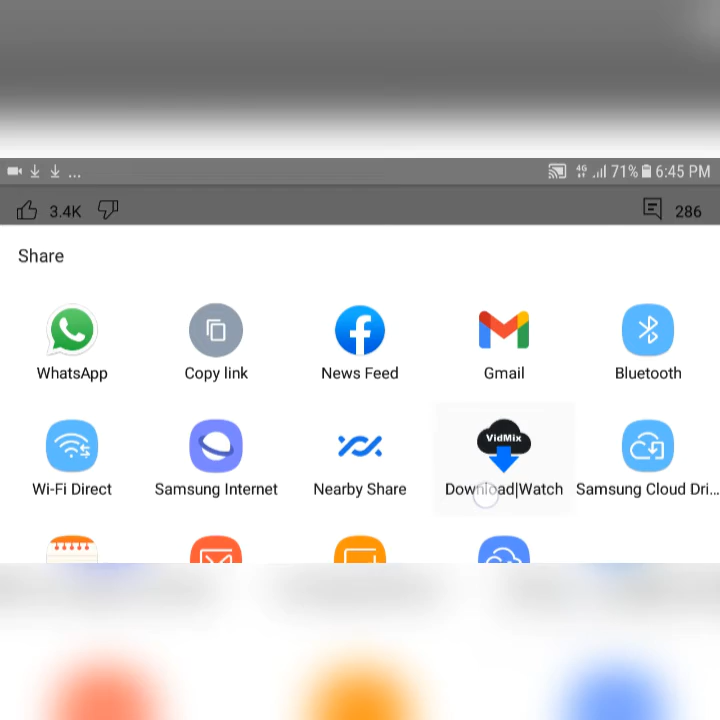 ... 4G 71% 6:45 PM
3.4K 286
Share
WhatsApp Copy link News Feed Gmail Bluetooth
VidMix
Wi-Fi Direct Samsung Internet Nearby Share Download|Watch Samsung Cloud Dri...